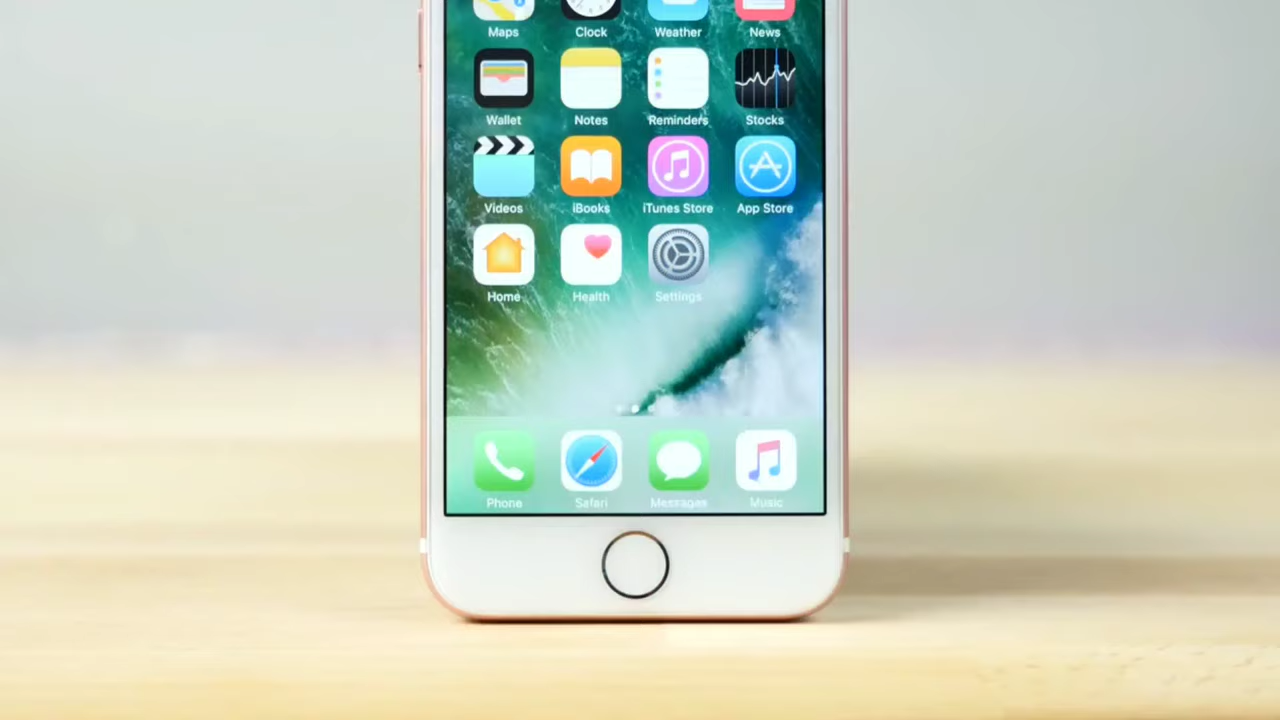 Maps Clock Weather News
Wallet Notes Reminders Stocks
Videos iBooks iTunes Store App Store
Home Health Settings
Phone Safari Messages Music